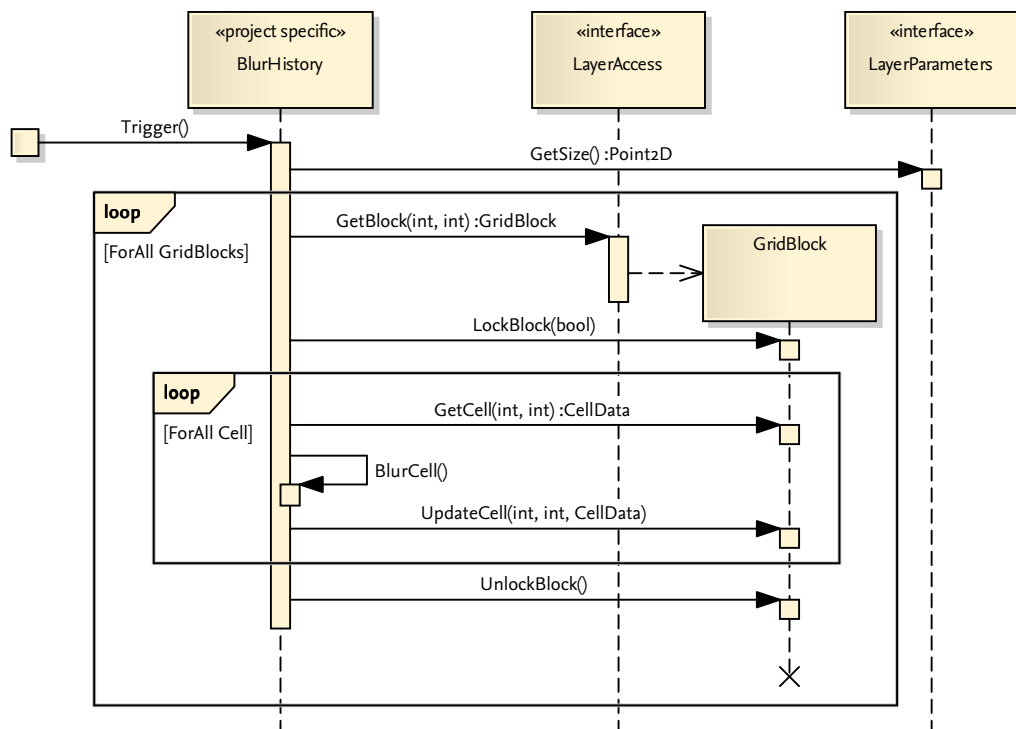 «project specific»
BlurHistory
«interface»
LayerAccess
«interface»
LayerParameters
Trigger()
GetSize() :Point2D
loop
[ForAll GridBlocks]
GetBlock(int, int) :GridBlock
GridBlock
LockBlock(bool)
loop
[ForAll Cell]
GetCell(int, int) :CellData
BlurCell()
UpdateCell(int, int, CellData)
UnlockBlock()